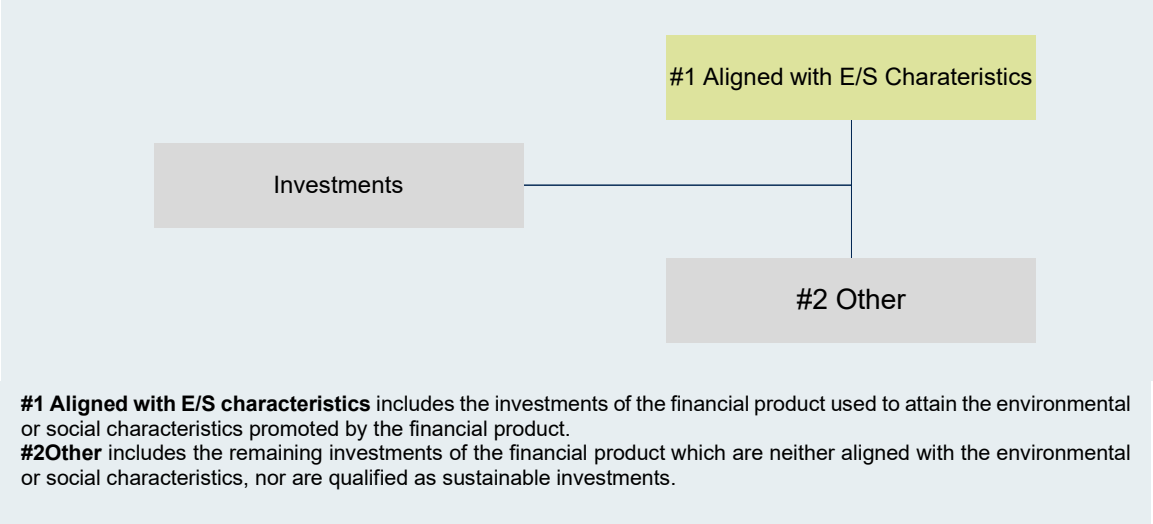 #1 Aligned with E/S Charateristics
Investments
#2 Other
#1 Aligned with E/S characteristics includes the investments of the financial product used to attain the environmental
or social characteristics promoted by the financial product.
#2Other includes the remaining investments of the financial product which are neither aligned with the environmental
or social characteristics, nor are qualified as sustainable investments.